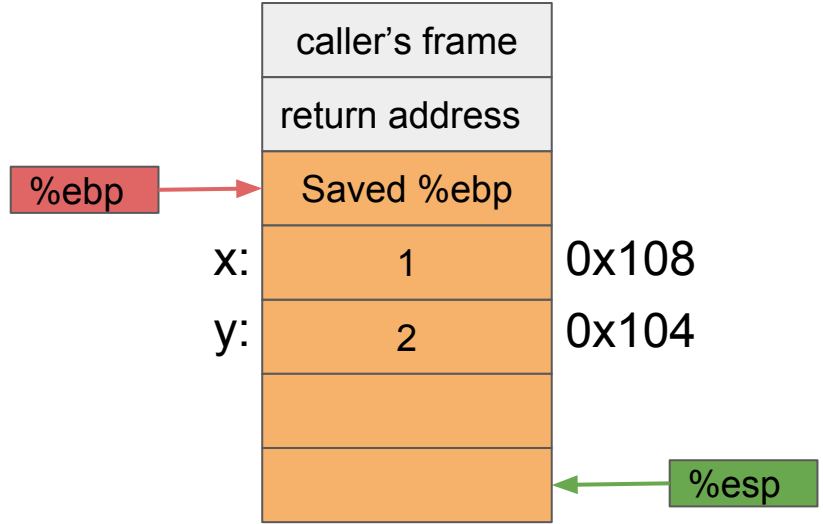 caller’s frame
return address
%ebp
Saved %ebp
x:
1
0x108
y:
2
0x104
%esp